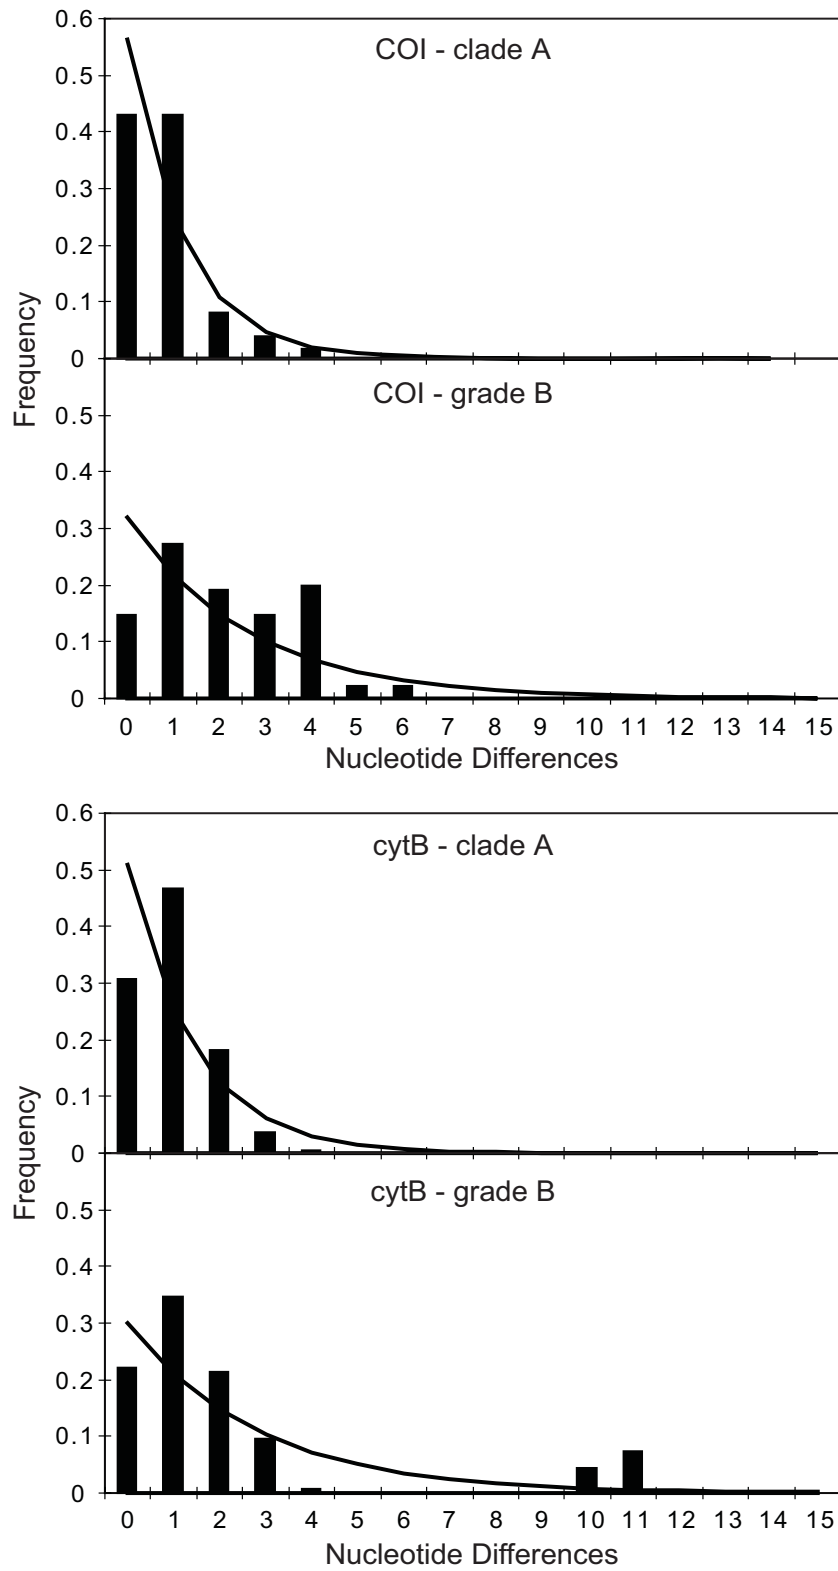 0.6
COI - clade A
0.5
0.4
0.3
0.2
0.1
0
Frequency
COI - grade B
0.5
0.4
0.3
0.2
0.1
0
0 1 2 3 4 5 6 7 8 9 10 11 12 13 14 15
Nucleotide Differences
0.6
cytB - clade A
0.5
0.4
0.3
0.2
0.1
0
Frequency
cytB - grade B
0.5
0.4
0.3
0.2
0.1
0
0 1 2 3 4 5 6 7 8 9 10 11 12 13 14 15
Nucleotide Differences